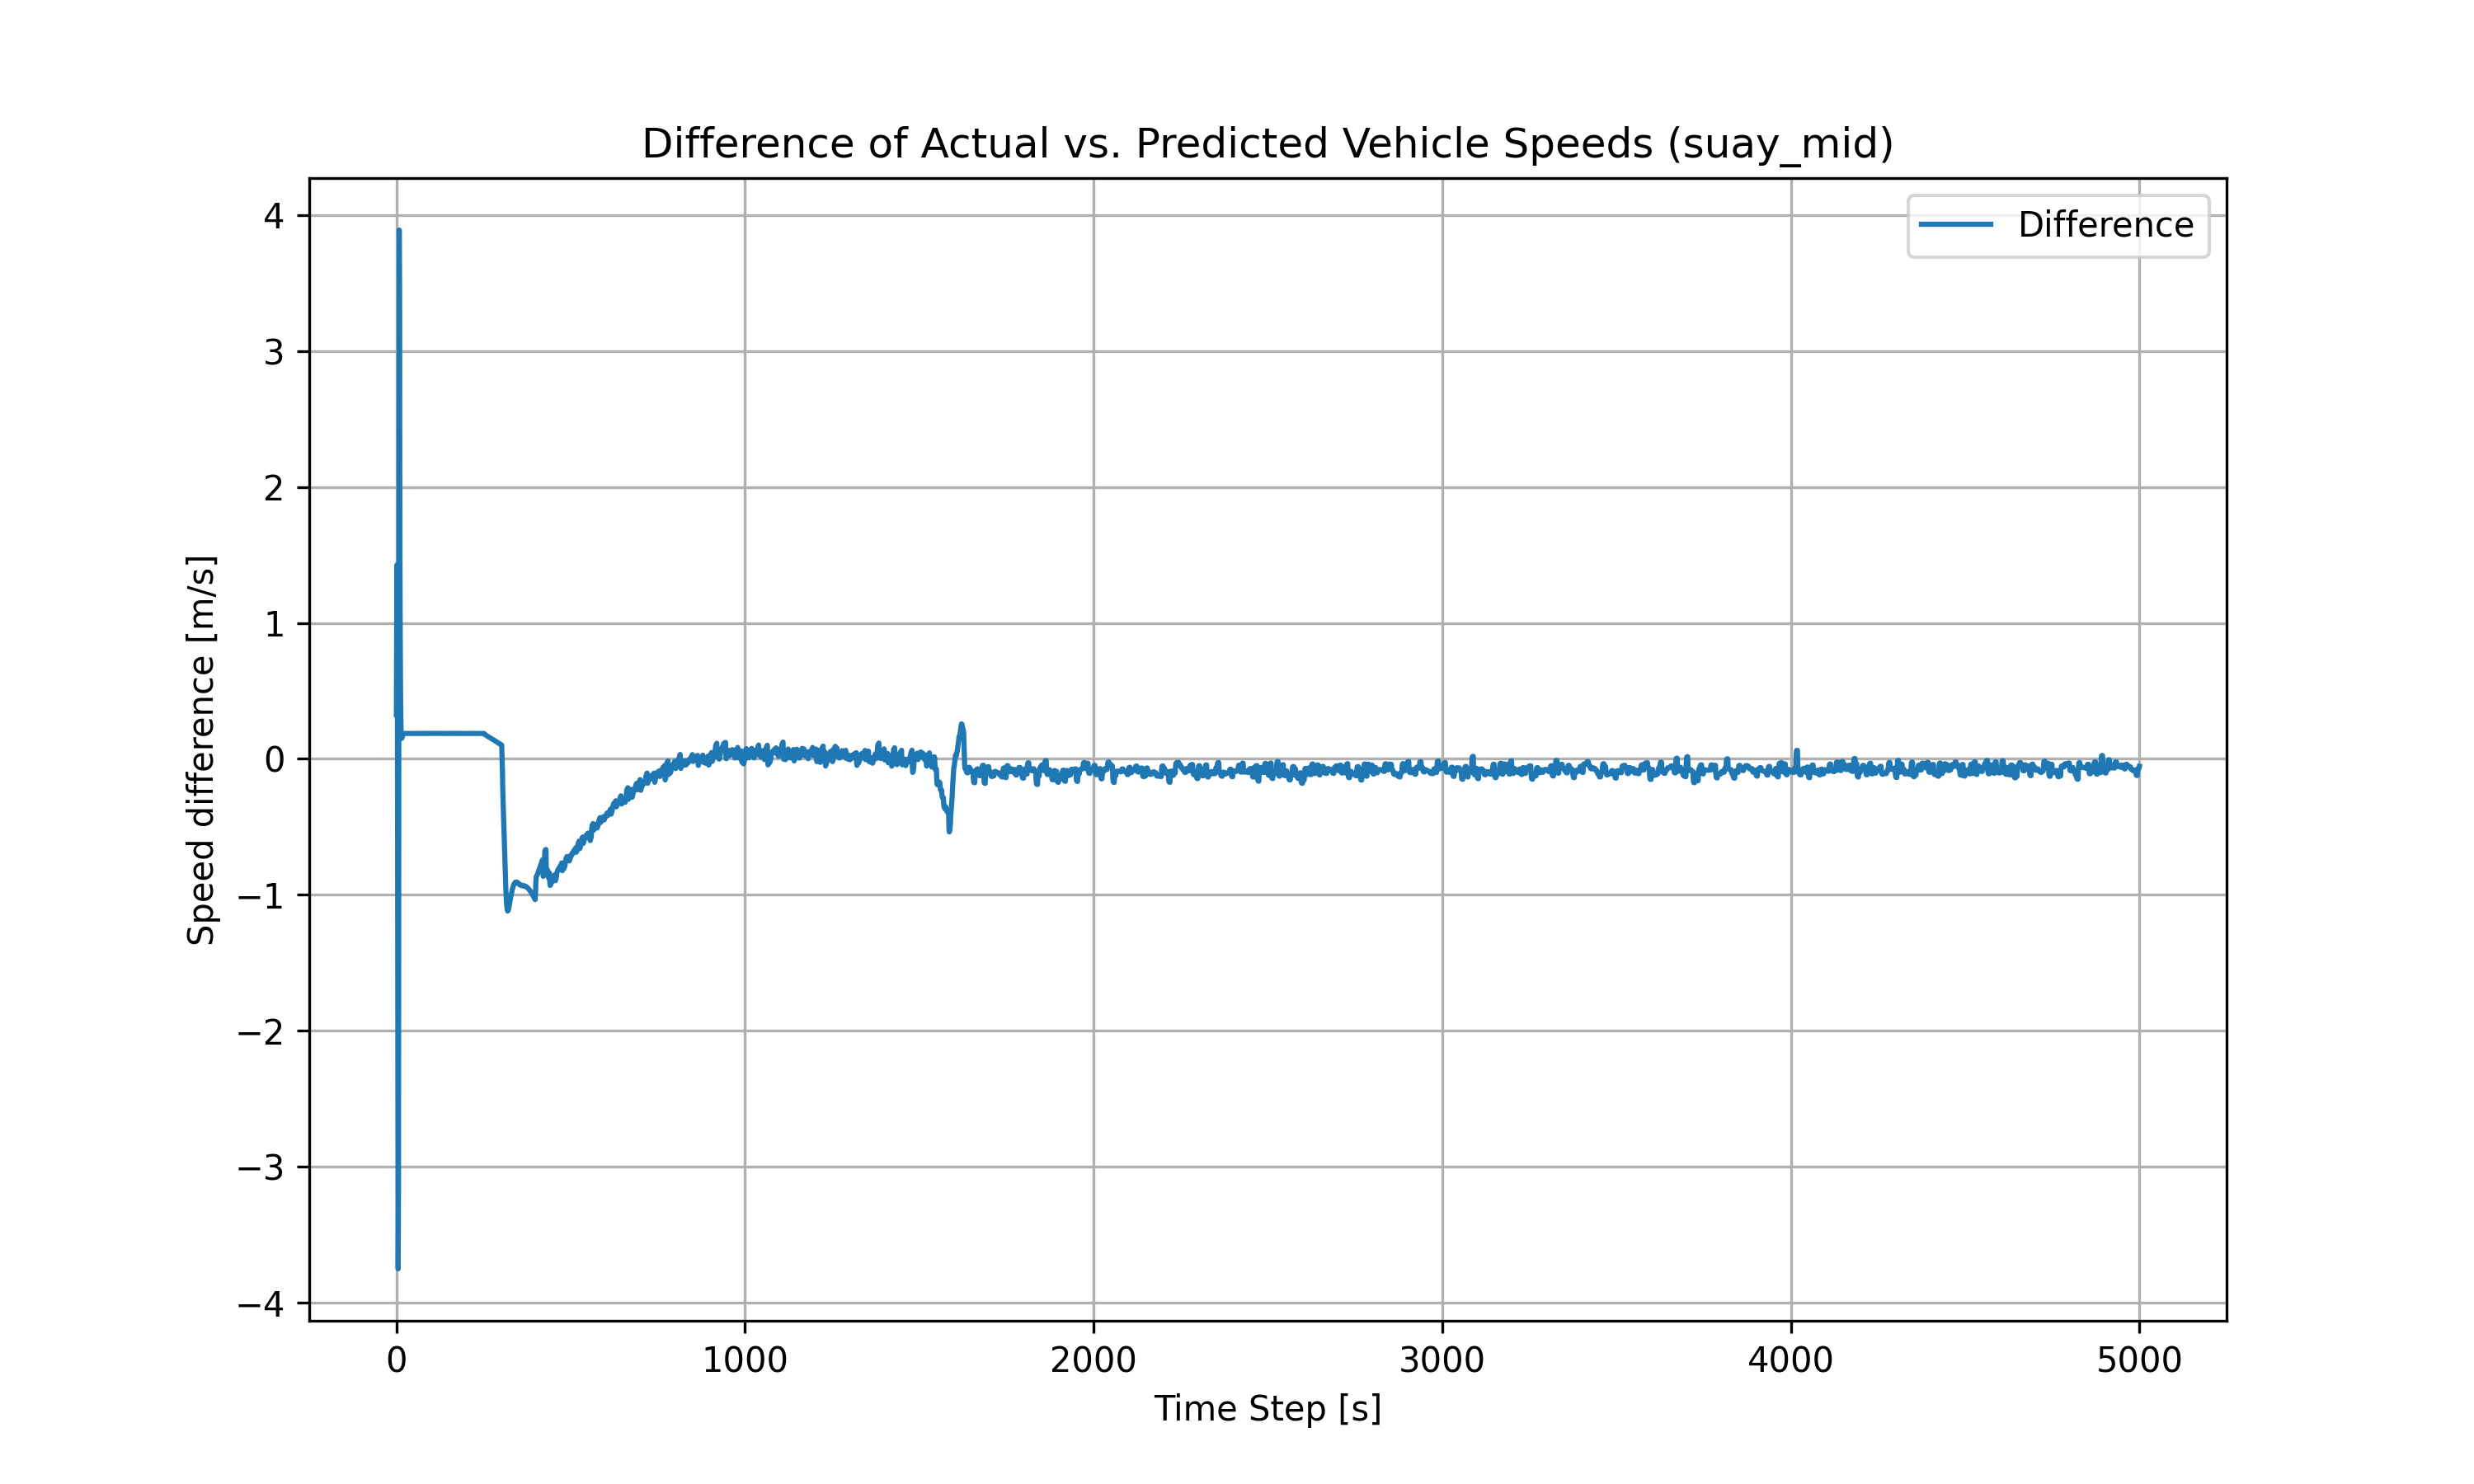 Difference of Actual vs. Predicted Vehicle Speeds (suay_mid)
Difference
4
3
2
1
0
−1
−2
−3
−4
Speed difference [m/s]
0 1000 2000 3000 4000 5000
Time Step [s]